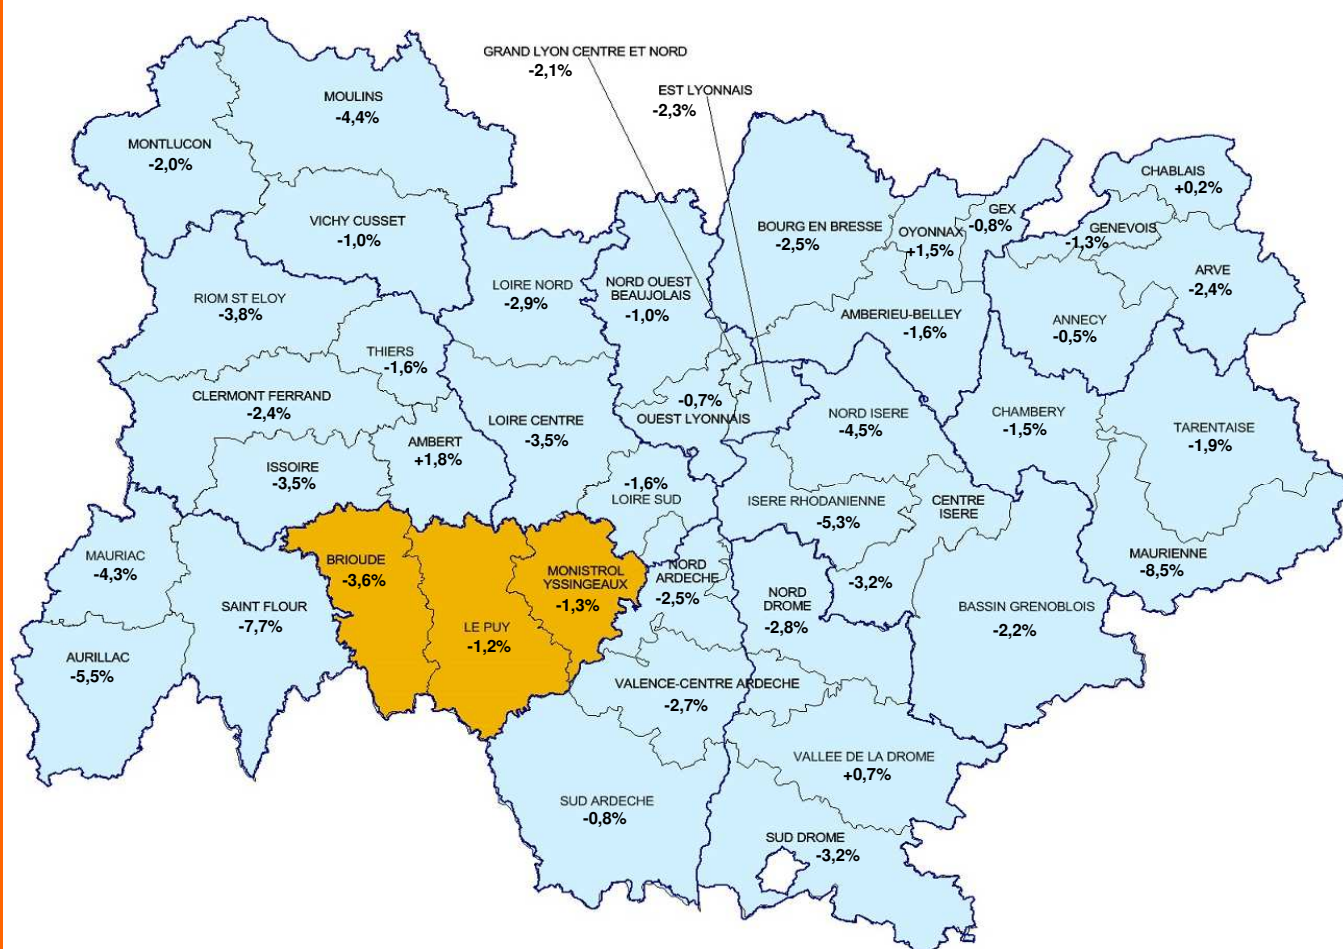 GRAND LYON CENTRE ET NORD
-2,1%
EST LYONNAIS
-2,3%
MOULINS
-4,4%
MONTLUCON
-2,0%
CHABLAIS
+0,2%
VICHY CUSSET
-1,0%
BOURG EN BRESSE
-2,5%
OYONNAX
+1,5%
GEX
-0,8%
GENEVOIS
-1,3%
ARVE
-2,4%
LOIRE NORD
-2,9%
NORD OUEST
BEAUJOLAIS
-1,0%
RIOM ST ELOY
-3,8%
AMBERIEU-BELLEY
-1,6%
ANNECY
-0,5%
THIERS
-1,6%
CLERMONT FERRAND
-2,4%
-0,7%
OUEST LYONNAIS
LOIRE CENTRE
-3,5%
NORD ISERE
-4,5%
CHAMBERY
-1,5%
TARENTAISE
-1,9%
AMBERT
+1,8%
ISSOIRE
-3,5%
-1,6%
LOIRE SUD
ISERE RHODANIENNE
-5,3%
CENTRE
ISERE
-3,2%
MAURIENNE
-8,5%
MAURIAC
-4,3%
BRIOUDE
-3,6%
MONISTROL
YSSINGEAUX
-1,3%
NORD
ARDECHE
-2,5%
NORD
DROME
-2,8%
BASSIN GRENOBLOIS
-2,2%
SAINT FLOUR
-7,7%
LE PUY
-1,2%
AURILLAC
-5,5%
VALENCE-CENTRE ARDECHE
-2,7%
VALLEE DE LA DROME
+0,7%
SUD ARDECHE
-0,8%
SUD DROME
-3,2%